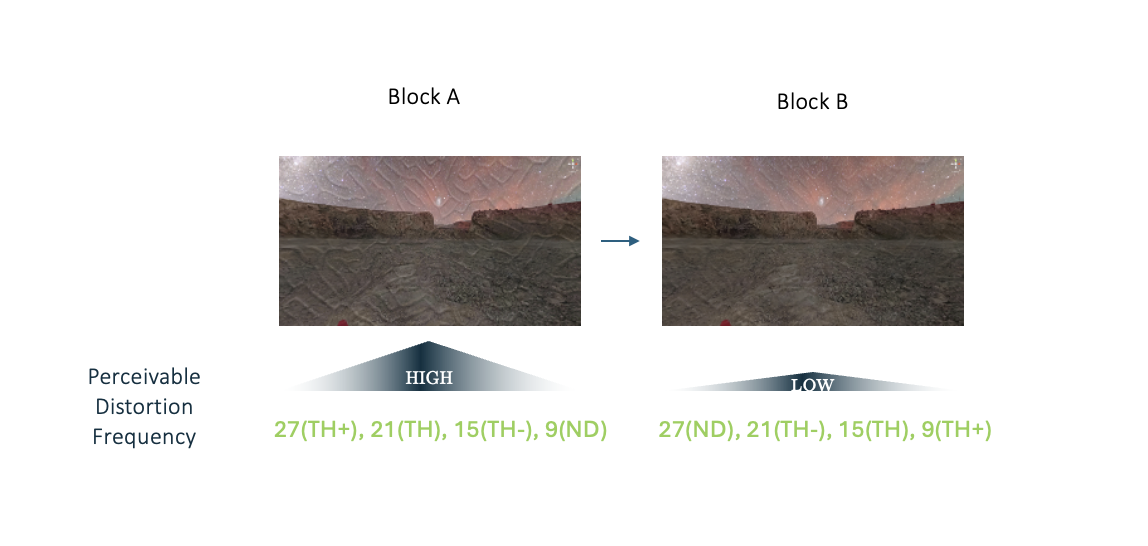 Block A
Block B
HIGH
LOW
Perceivable
Distortion
Frequency
27(TH+), 21(TH), 15(TH-), 9(ND)
27(ND), 21(TH-), 15(TH), 9(TH+)